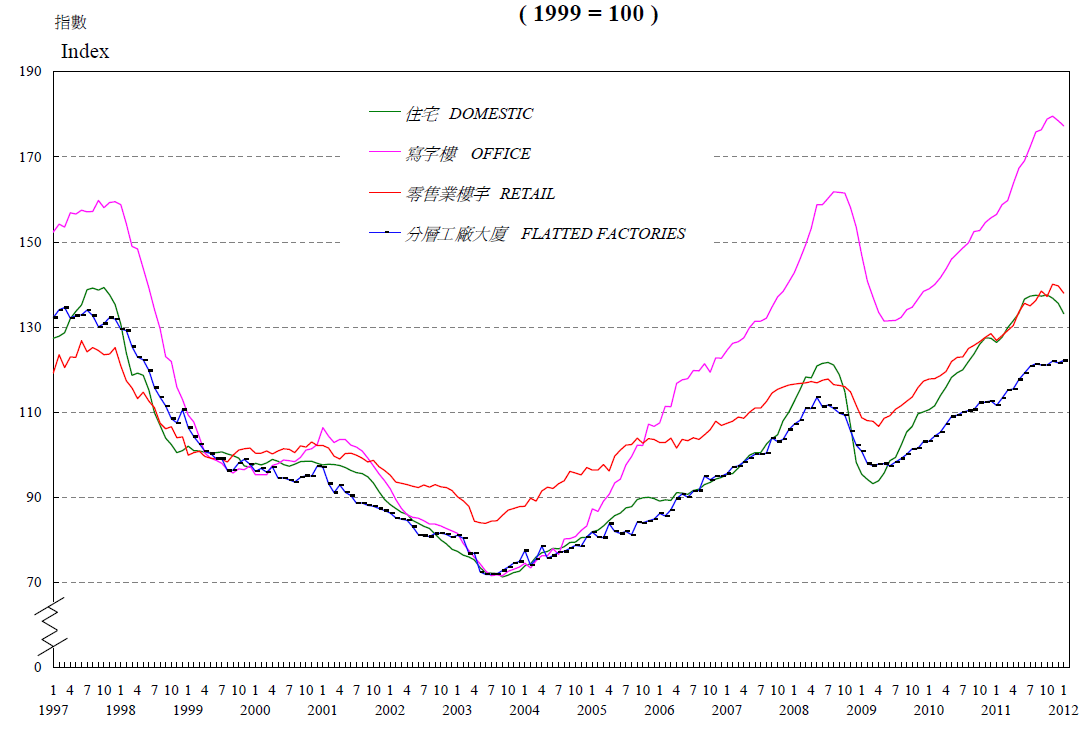 ( 1999 = 100 )
指數
Index
190
170
150
130
110
90
70
0
住宅 DOMESTIC
寫字樓 OFFICE
零售業樓宇 RETAIL
分層工廠大廈 FLATTED FACTORIES
1 4 7 10 1 4 7 10 1 4 7 10 1 4 7 10 1 4 7 10 1 4 7 10 1 4 7 10 1 4 7 10 1 4 7 10 1 4 7 10 1 4 7 10 1 4 7 10 1 4 7 10 1 4 7 10 1 4 7 10 1
1997 1998 1999 2000 2001 2002 2003 2004 2005 2006 2007 2008 2009 2010 2011 2012